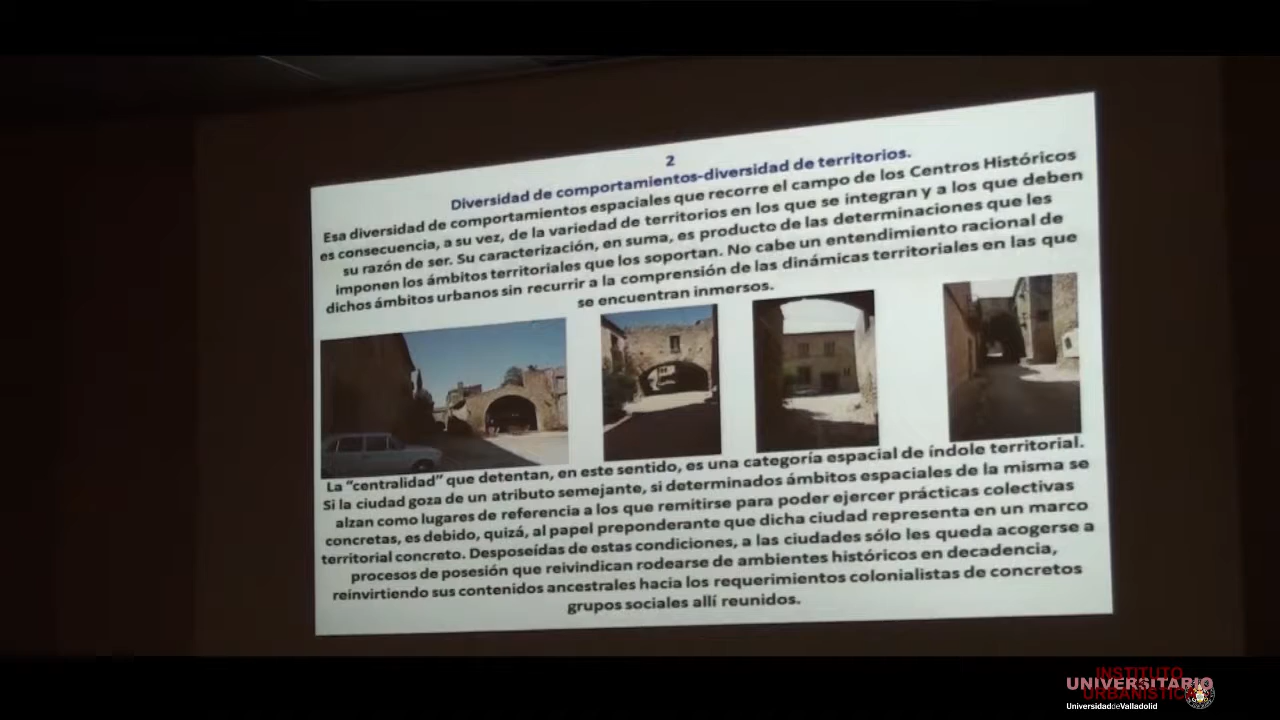 2
Diversidad de comportamientos-diversidad de territorios.
Esa diversidad de comportamientos espaciales que recorre el campo de los Centros Históricos
es consecuencia, a su vez, de la variedad de territorios en los que se integran y a los que deben
su razón de ser. Su caracterización, en suma, es producto de las determinaciones que les
imponen los ámbitos territoriales que los soportan. No cabe un entendimiento racional de
dichos ámbitos urbanos sin recurrir a la comprensión de las dinámicas territoriales en las que
se encuentran inmersos.
La “centralidad” que detentan, en este sentido, es una categoría espacial de índole territorial.
Si la ciudad goza de un atributo semejante, si determinados ámbitos espaciales de la misma se
alzan como lugares de referencia a los que remitirse para poder ejercer prácticas colectivas
concretas, es debido, quizá, al papel preponderante que dicha ciudad representa en un marco
territorial concreto. Desposeídas de estas condiciones, a las ciudades sólo les queda acogerse a
procesos de posesión que reivindican rodearse de ambientes históricos en decadencia,
reinvirtiendo sus contenidos ancestrales hacia los requerimientos colonialistas de concretos
grupos sociales allí reunidos.
INSTITUTO
UNIVERSITARIO
URBANÍSTICA
UniversidaddeValladolid